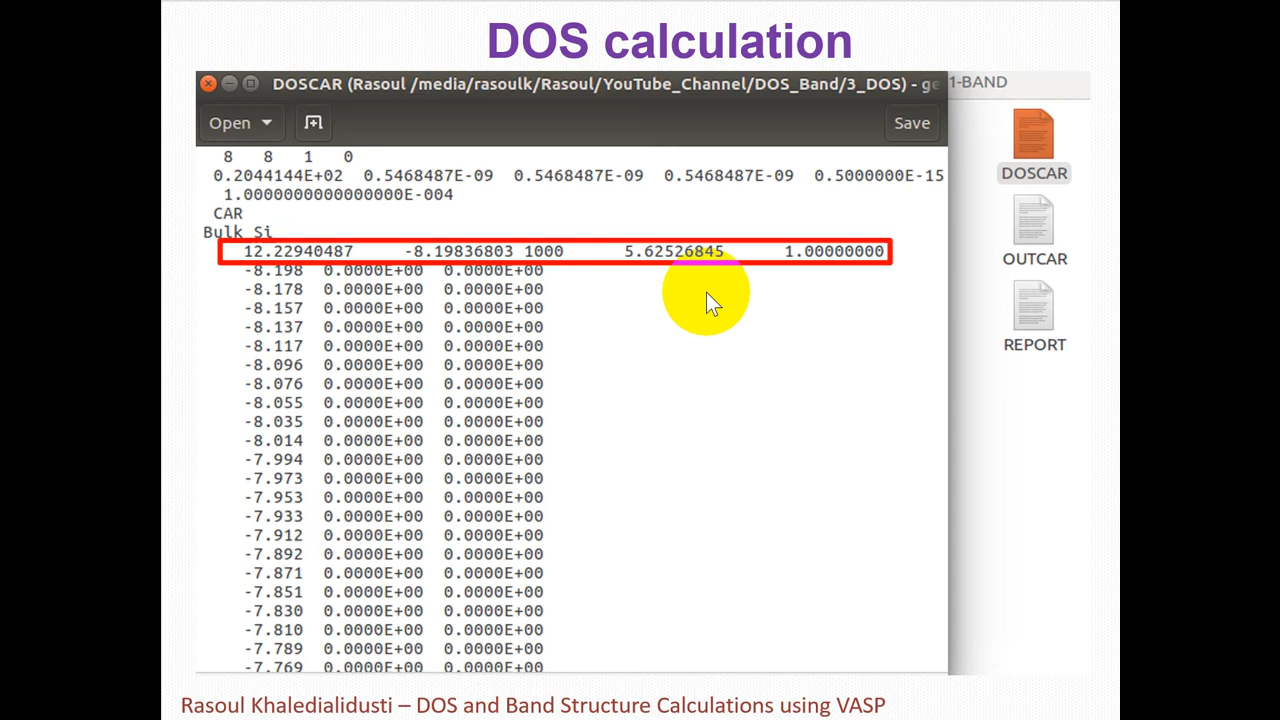 DOS calculation
DOSCAR (Rasoul /media/rasoulk/Rasoul/YouTube_Channel/DOS_Band/3_DOS) - ge
1-BAND
Open
Save
8 8 1 0
0.2044144E+02 0.5468487E-09 0.5468487E-09 0.5468487E-09 0.5000000E-15
1.0000000000000000E-004
CAR
Bulk Si
12.22940487 -8.19836803 1000 5.62526845 1.00000000
-8.198 0.0000E+00 0.0000E+00
-8.178 0.0000E+00 0.0000E+00
-8.157 0.0000E+00 0.0000E+00
-8.137 0.0000E+00 0.0000E+00
-8.117 0.0000E+00 0.0000E+00
-8.096 0.0000E+00 0.0000E+00
-8.076 0.0000E+00 0.0000E+00
-8.055 0.0000E+00 0.0000E+00
-8.035 0.0000E+00 0.0000E+00
-8.014 0.0000E+00 0.0000E+00
-7.994 0.0000E+00 0.0000E+00
-7.973 0.0000E+00 0.0000E+00
-7.953 0.0000E+00 0.0000E+00
-7.933 0.0000E+00 0.0000E+00
-7.912 0.0000E+00 0.0000E+00
-7.892 0.0000E+00 0.0000E+00
-7.871 0.0000E+00 0.0000E+00
-7.851 0.0000E+00 0.0000E+00
-7.830 0.0000E+00 0.0000E+00
-7.810 0.0000E+00 0.0000E+00
-7.789 0.0000E+00 0.0000E+00
-7.769 0.0000E+00 0.0000E+00
DOSCAR
OUTCAR
REPORT
Rasoul Khaledialidusti – DOS and Band Structure Calculations using VASP